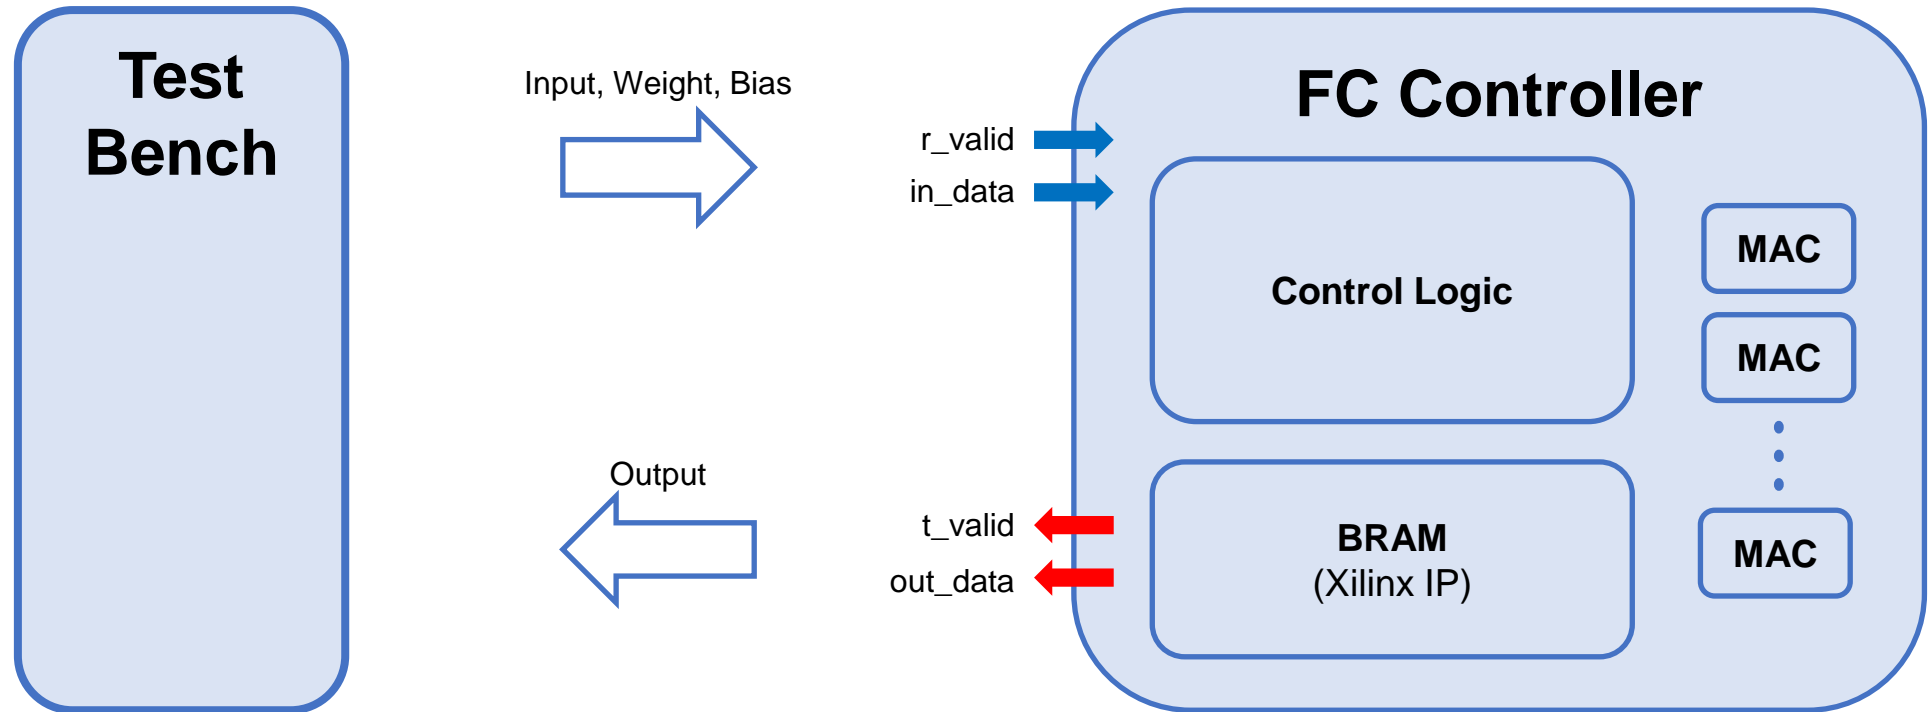 Test
Bench
Input, Weight, Bias
Output
r_valid
in_data
t_valid
out_data
FC Controller
Control Logic
BRAM
(Xilinx IP)
MAC
MAC
MAC